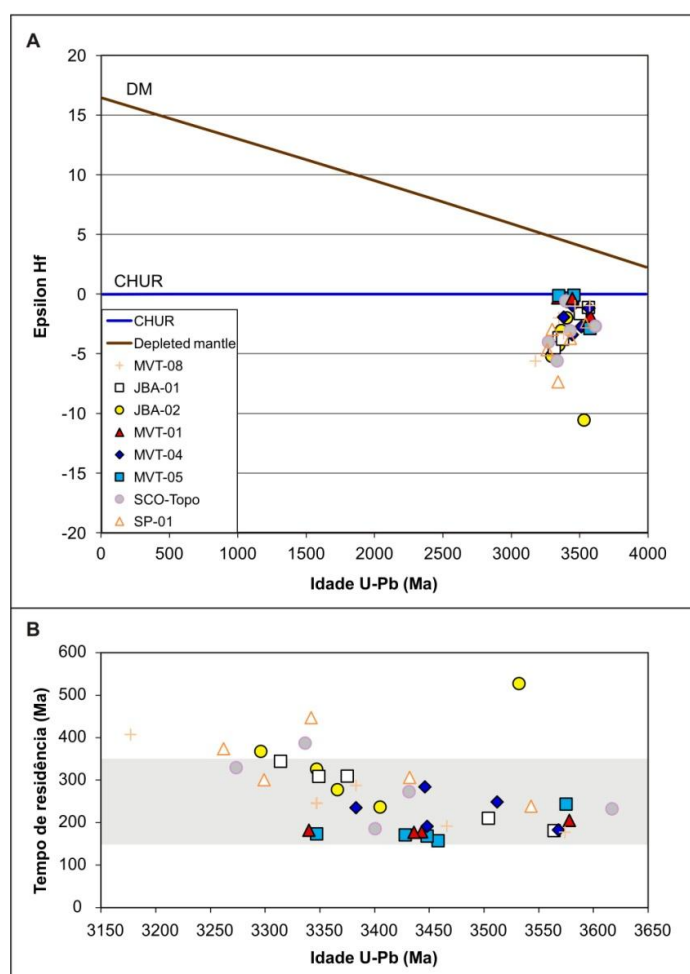 A
20
15
10
5
0
-5
-10
-15
-20
Epsilon Hf
DM
CHUR
CHUR
Depleted mantle
MVT-08
JBA-01
JBA-02
MVT-01
MVT-04
MVT-05
SCO-Topo
SP-01
0 500 1000 1500 2000 2500 3000 3500 4000
Idade U-Pb (Ma)
B
600
500
400
300
200
100
0
Tempo de residência (Ma)
3150 3200 3250 3300 3350 3400 3450 3500 3550 3600 3650
Idade U-Pb (Ma)